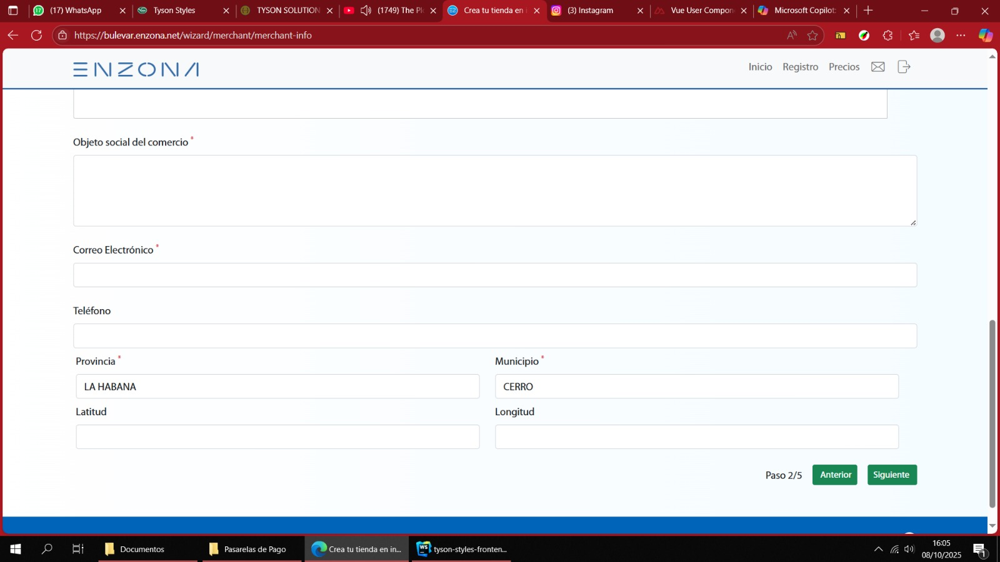 (17) WhatsApp
Tyson Styles
TYSON SOLUTION
(1749) The Pl
Crea tu tienda en i
(3) Instagram
Vue User Compon
Microsoft Copilot:
https://bulevar.enzona.net/wizard/merchant/merchant-info
ENZONA
Inicio
Registro
Precios
Objeto social del comercio *
Correo Electrónico *
Teléfono
Provincia *
Municipio *
LA HABANA
CERRO
Latitud
Longitud
Paso 2/5
Anterior
Siguiente
Documentos
Pasarelas de Pago
Crea tu tienda en in...
WS
tyson-styles-fronten...
16:05
08/10/2025
1